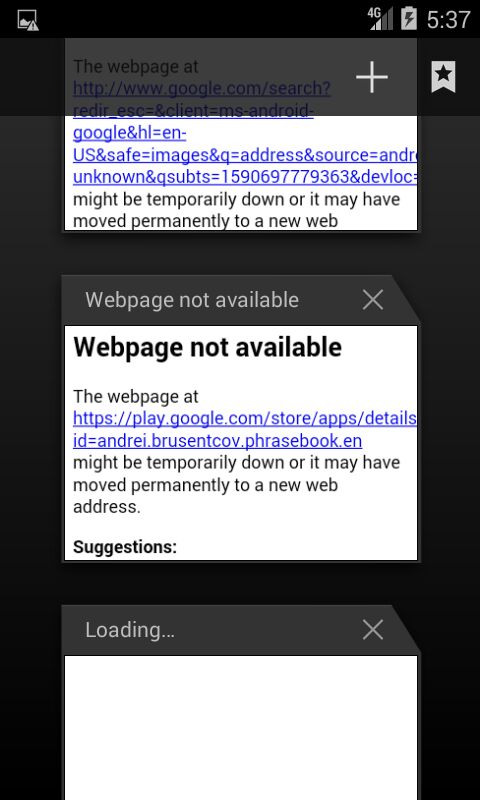 4G
5:37
The webpage at
http://www.google.com/search?
redir_esc=&client=ms-android-
google&hl=en-
US&safe=images&q=address&source=andro
unknown&qsubts=1590697779363&devloc=
might be temporarily down or it may have
moved permanently to a new web
Webpage not available
Webpage not available
The webpage at
https://play.google.com/store/apps/details
id=andrei.brusentcov.phrasebook.en
might be temporarily down or it may have
moved permanently to a new web
address.
Suggestions:
Loading...